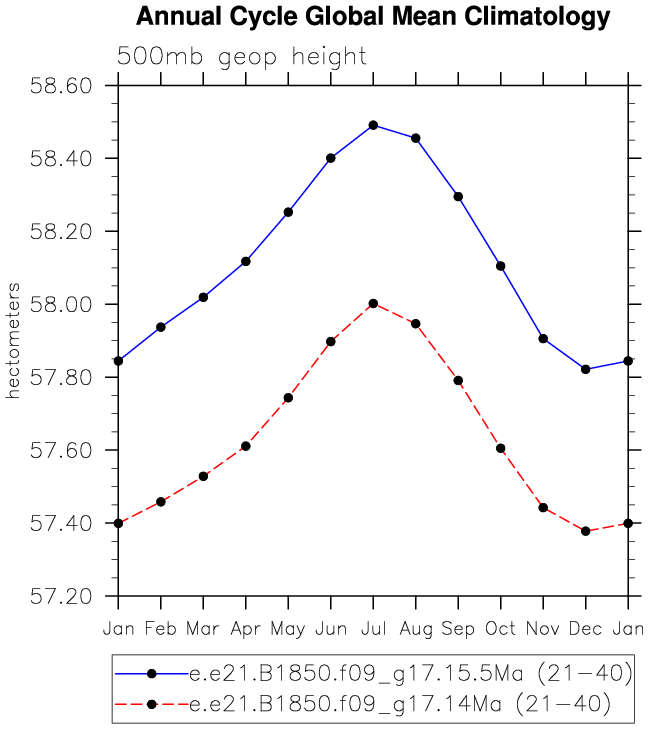 Annual Cycle Global Mean Climatology
500mb geop height
58.60
58.40
58.20
58.00
57.80
57.60
57.40
57.20
hectometers
Jan Feb Mar Apr May Jun Jul Aug Sep Oct Nov Dec Jan
e.e21.B1850.f09_g17.15.5Ma (21-40)
e.e21.B1850.f09_g17.14Ma (21-40)